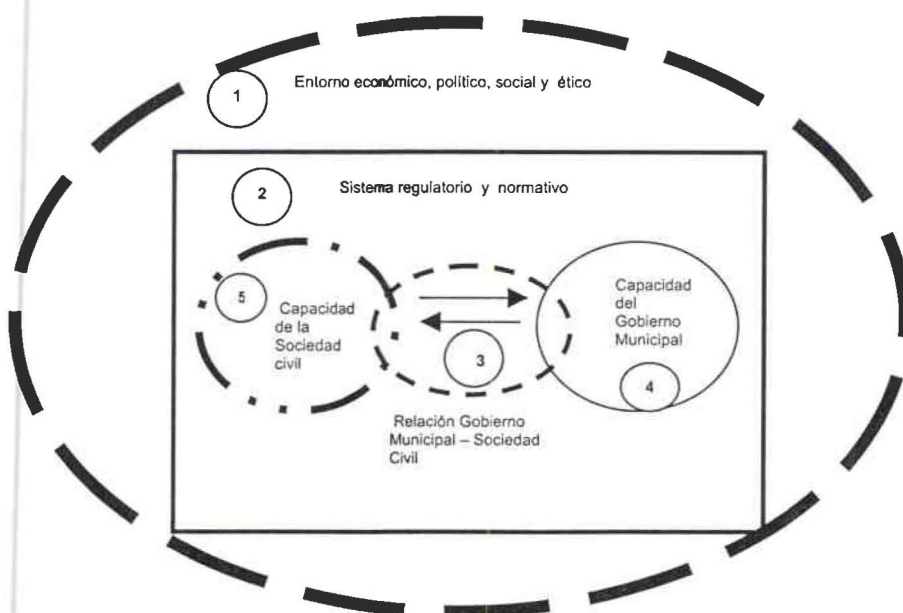 1
Entorno económico, político, social y ético
2
Sistema regulatorio y normativo
5
Capacidad
de la
Sociedad
civil
3
Relación Gobierno
Municipal – Sociedad
Civil
Capacidad
del
Gobierno
Municipal
4